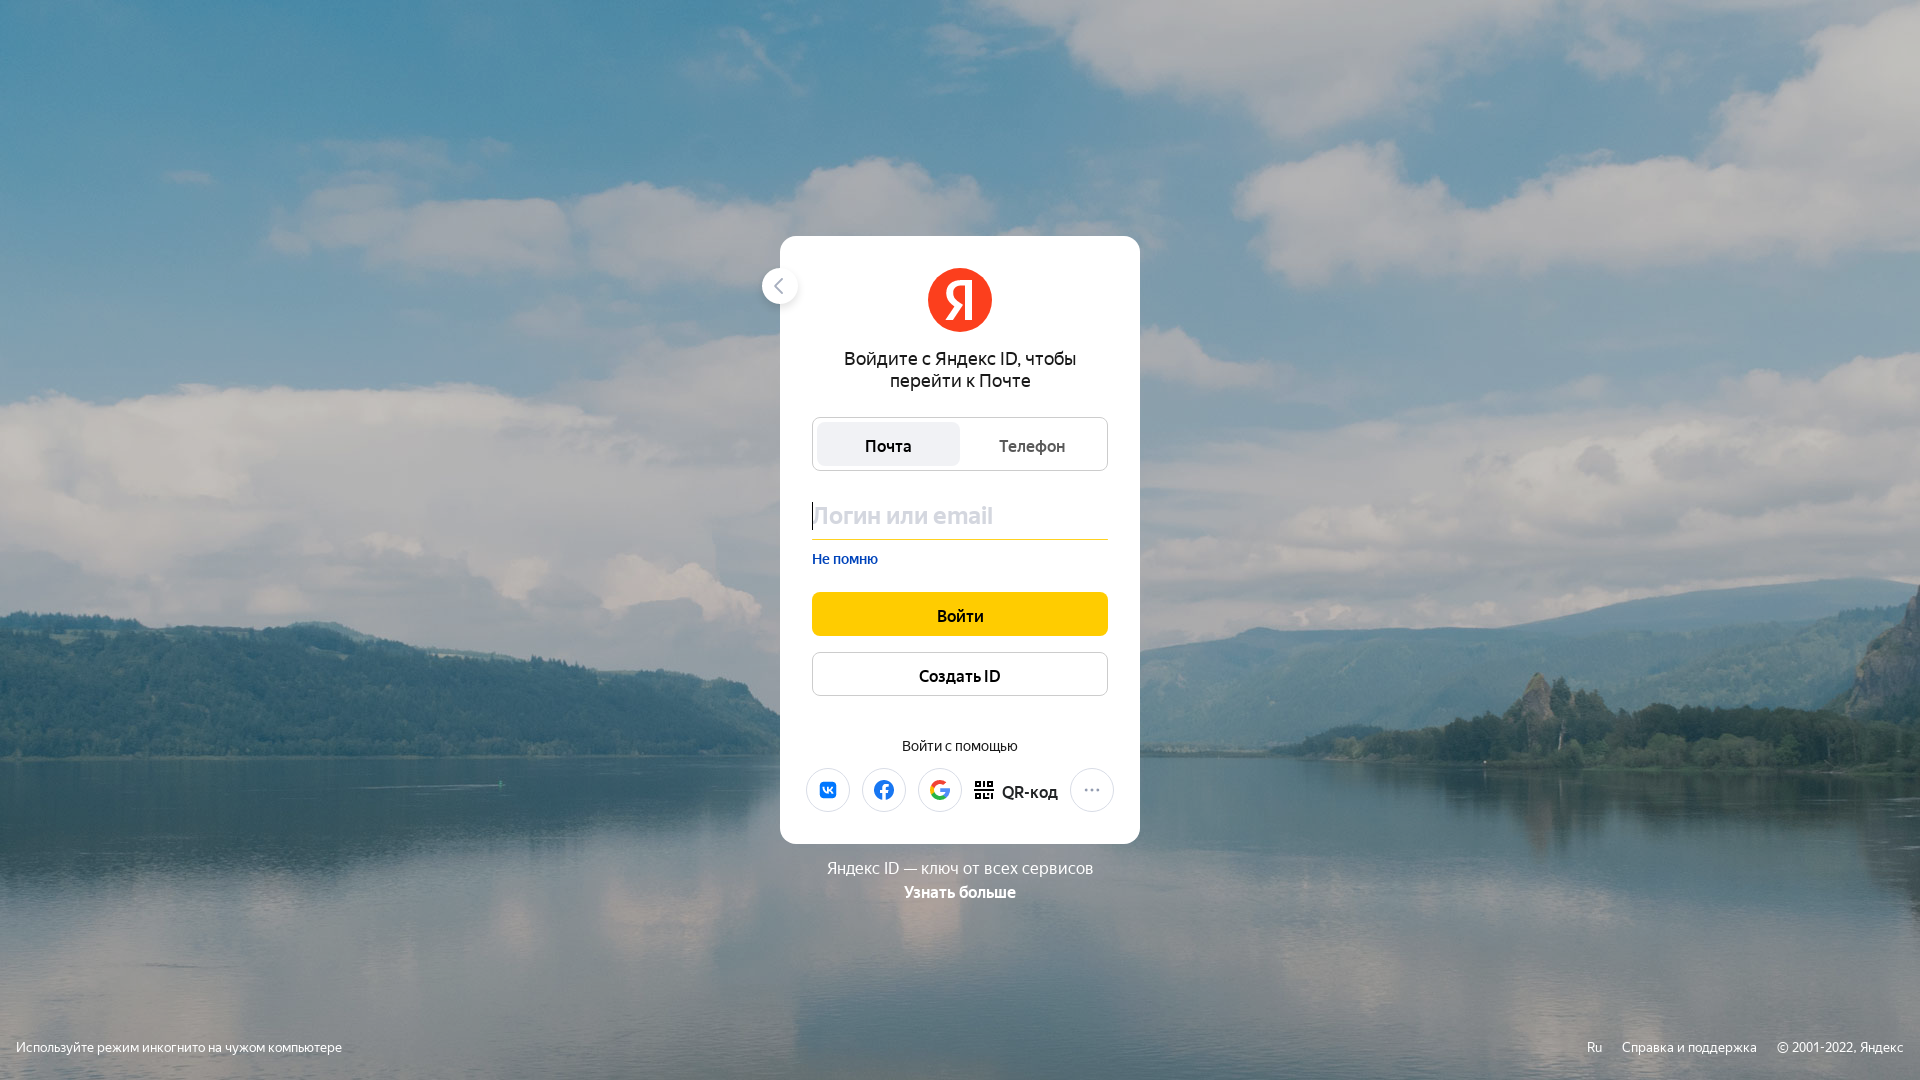 Я
Войдите с Яндекс ID, чтобы
перейти к Почте
Почта
Телефон
Логин или email
Не помню
Войти
Создать ID
Войти с помощью
QR-код
Яндекс ID — ключ от всех сервисов
Узнать больше
Используйте режим инкогнито на чужом компьютере
Ru
Справка и поддержка
© 2001-2022, Яндекс